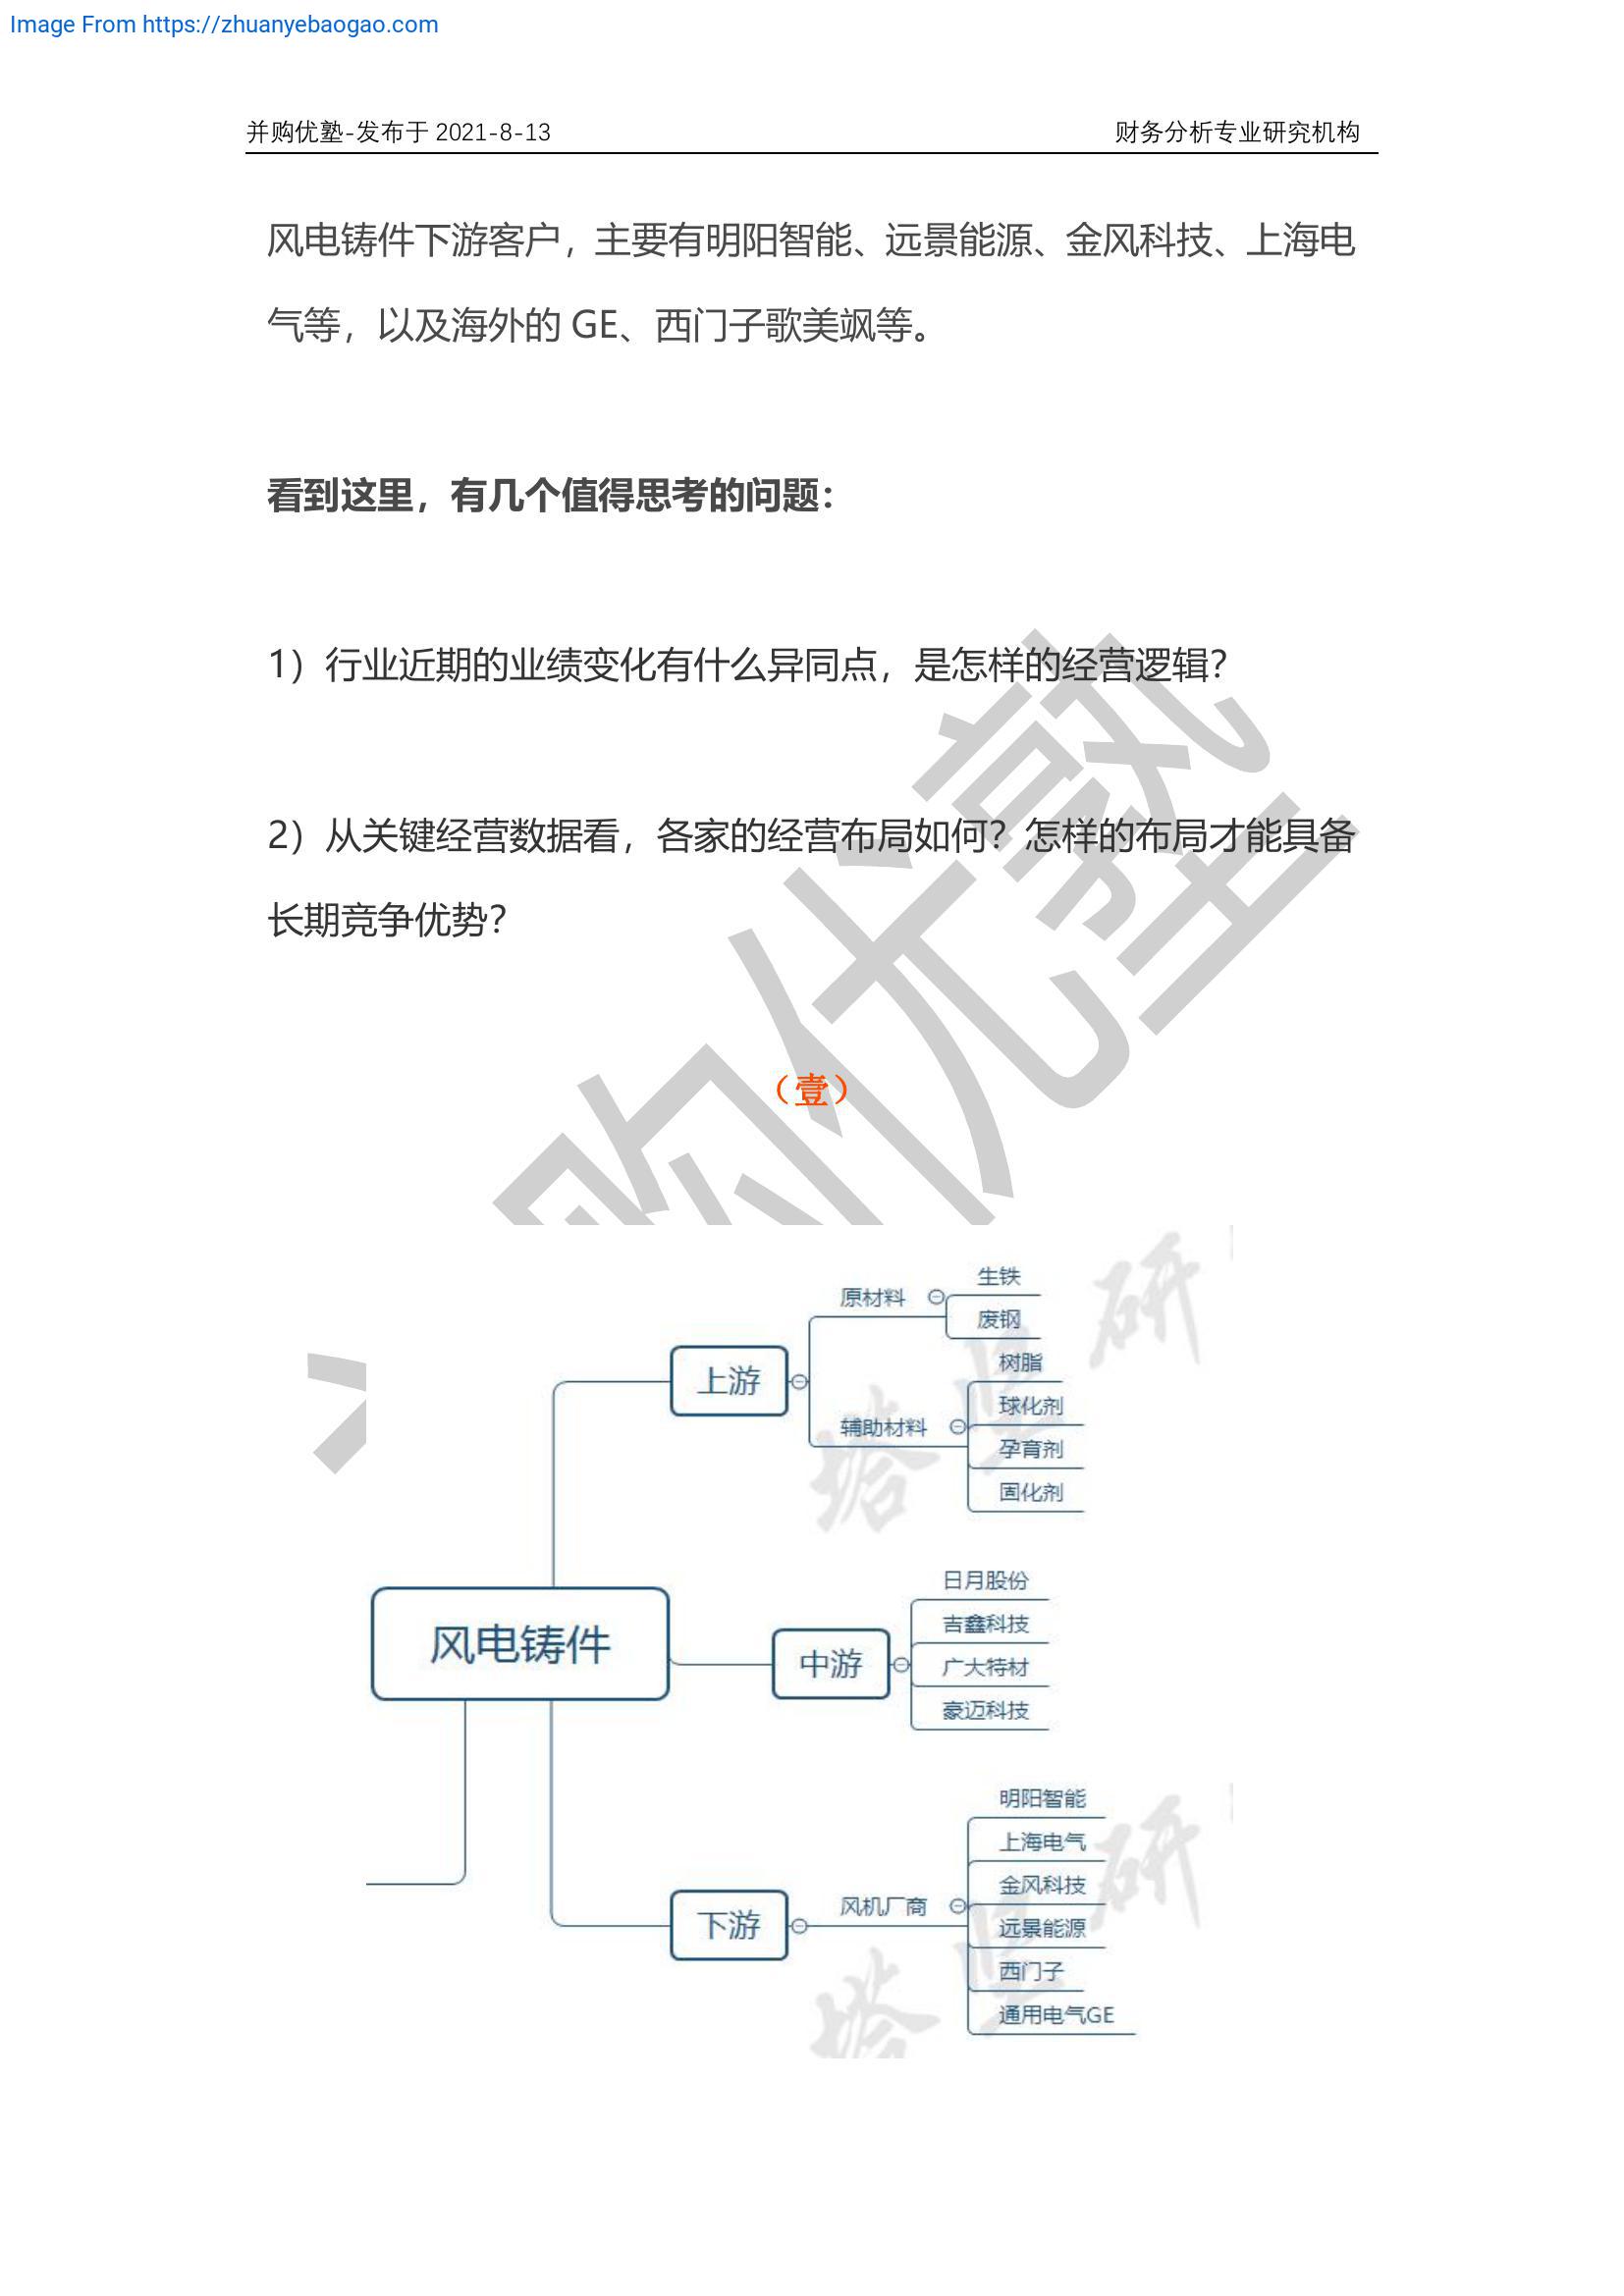 Image From https://zhuanyebaogao.com
并购优塾-发布于 2021-8-13 财务分析专业研究机构
风电铸件下游客户，主要有明阳智能、远景能源、金风科技、上海电
气等，以及海外的 GE、西门子歌美飒等。
看到这里，有几个值得思考的问题：
1）行业近期的业绩变化有什么异同点，是怎样的经营逻辑？
2）从关键经营数据看，各家的经营布局如何？怎样的布局才能具备
长期竞争优势？
（壹）
购优塾
风电铸件
上游
原材料
生铁
废钢
辅助材料
树脂
球化剂
孕育剂
固化剂
中游
日月股份
吉鑫科技
广大特材
豪迈科技
下游
风机厂商
明阳智能
上海电气
金风科技
远景能源
西门子
通用电气GE
塔坚研
塔坚研